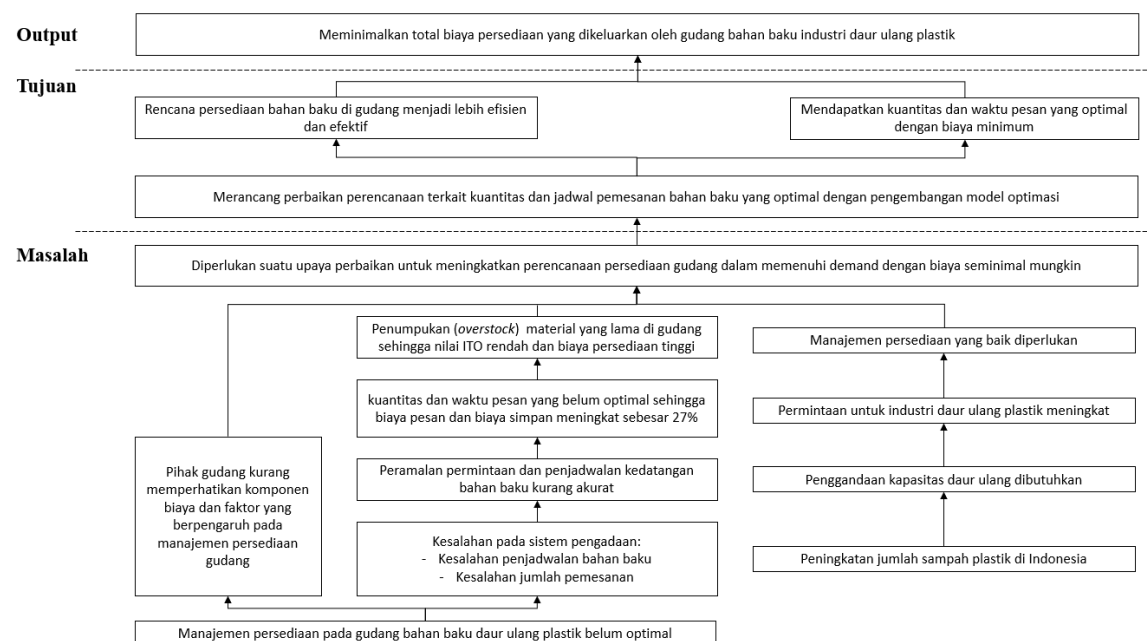 Output
Meminimalkan total biaya persediaan yang dikeluarkan oleh gudang bahan baku industri daur ulang plastik
Tujuan
Rencana persediaan bahan baku di gudang menjadi lebih efisien
dan efektif
Mendapatkan kuantitas dan waktu pesan yang optimal
dengan biaya minimum
Merancang perbaikan perencanaan terkait kuantitas dan jadwal pemesanan bahan baku yang optimal dengan pengembangan model optimasi
Masalah
Diperlukan suatu upaya perbaikan untuk meningkatkan perencanaan persediaan gudang dalam memenuhi demand dengan biaya seminimal mungkin
Penumpukan (overstock) material yang lama di gudang
sehingga nilai ITO rendah dan biaya persediaan tinggi
Manajemen persediaan yang baik diperlukan
kuantitas dan waktu pesan yang belum optimal sehingga
biaya pesan dan biaya simpan meningkat sebesar 27%
Permintaan untuk industri daur ulang plastik meningkat
Pihak gudang kurang
memperhatikan komponen
biaya dan faktor yang
berpengaruh pada
manajemen persediaan
gudang
Peramalan permintaan dan penjadwalan kedatangan
bahan baku kurang akurat
Penggandaan kapasitas daur ulang dibutuhkan
Kesalahan pada sistem pengadaan:
- Kesalahan penjadwalan bahan baku
- Kesalahan jumlah pemesanan
Peningkatan jumlah sampah plastik di Indonesia
Manajemen persediaan pada gudang bahan baku daur ulang plastik belum optimal